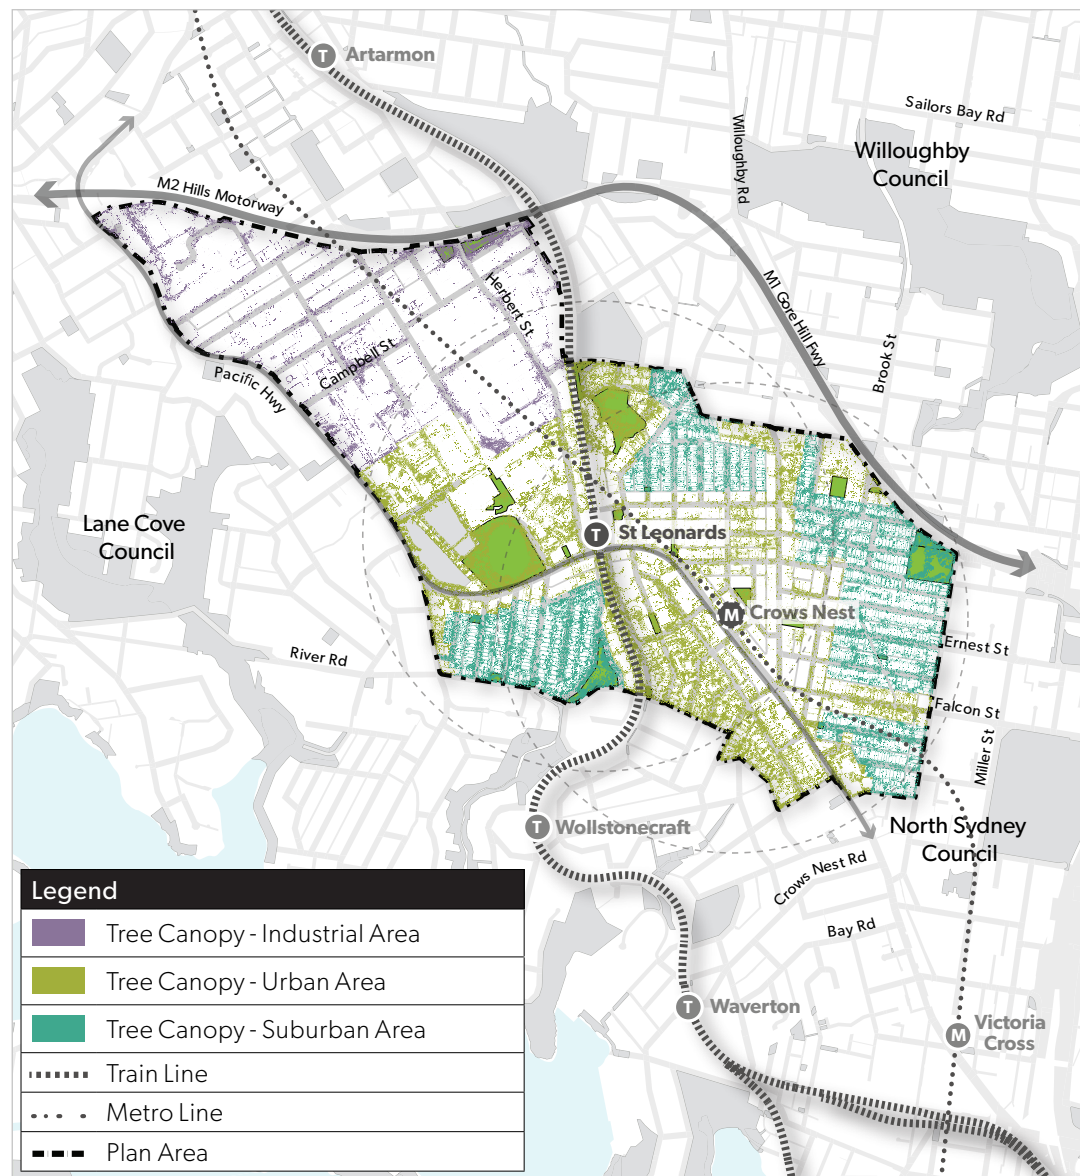 T Artarmon
Sailors Bay Rd
Willoughby Rd
Willoughby
Council
M2 Hills Motorway
Herbert St
M1 Gore Hill Fwy
Brook St
Campbell St
Pacific Hwy
Lane Cove
Council
T St Leonards
M Crows Nest
River Rd
Ernest St
Falcon St
Miller St
T Wollstonecraft
North Sydney
Council
Crows Nest Rd
Bay Rd
T Waverton
M Victoria
Cross
Legend
Tree Canopy - Industrial Area
Tree Canopy - Urban Area
Tree Canopy - Suburban Area
Train Line
Metro Line
Plan Area